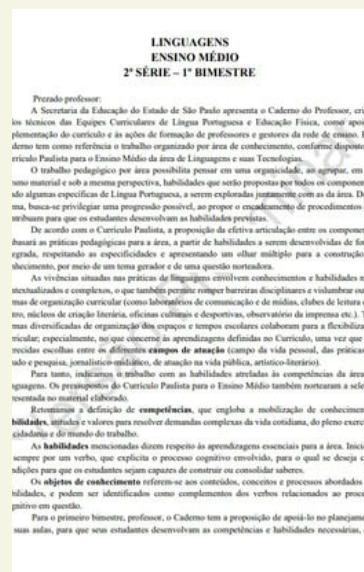 LINGUAGENS
ENSINO MÉDIO
2ª SÉRIE – 1º BIMESTRE
Prezado professor:
A Secretaria da Educação do Estado de São Paulo apresenta o Caderno do Professor, cri
los técnicos das Equipes Curriculares de Língua Portuguesa e Educação Física, como apoi
plementação do currículo e às ações de formação de professores e gestores da rede de ensino.
derno tem como referência o trabalho organizado por área de conhecimento, conforme disposto
rrículo Paulista para o Ensino Médio da área de Linguagens e suas Tecnologias.
O trabalho pedagógico por área possibilita pensar em uma organicidade, ao agrupar, em
smo material e sob a mesma perspectiva, habilidades que serão propostas por todos os componen
ndo algumas específicas de Língua Portuguesa, a serem exploradas juntamente com as da área. De
ma, busca-se privilegiar uma progressão possível, ao propor o encadeamento de procedimentos
ntribuam para que os estudantes desenvolvam as habilidades previstas.
De acordo com o Currículo Paulista, a proposição da efetiva articulação entre os componen
basará as práticas pedagógicas para a área, a partir de habilidades a serem desenvolvidas de for
egrada, respeitando as especificidades e apresentando um olhar múltiplo para a construção
nhecimento, por meio de um tema gerador e de uma questão norteadora.
As vivências situadas nas práticas de linguagens envolvem conhecimentos e habilidades m
ntextualizados e complexos, o que também permite romper barreiras disciplinares e vislumbrar ou
mas de organização curricular (como laboratórios de comunicação e de mídias, clubes de leitura e
tro, núcleos de criação literária, oficinas culturais e desportivas, observatório da imprensa etc.). T
mas diversificadas de organização dos espaços e tempos escolares colaboram para a flexibiliza
rricular; especialmente, no que concerne às aprendizagens definidas no Currículo, uma vez que
recidas escolhas entre os diferentes campos de atuação (campo da vida pessoal, das práticas
tudo e pesquisa, jornalístico-midiático, de atuação na vida pública, artístico-literário).
Para tanto, indicamos o trabalho com as habilidades atreladas às competências da área
nguagens. Os pressupostos do Currículo Paulista para o Ensino Médio também nortearam a sele
resentada no material elaborado.
Retomamos a definição de competências, que engloba a mobilização de conhecimen
bilidades, atitudes e valores para resolver demandas complexas da vida cotidiana, do pleno exerc
cidadania e do mundo do trabalho.
As habilidades mencionadas dizem respeito às aprendizagens essenciais para a área. Inicia
sempre por um verbo, que explicita o processo cognitivo envolvido, para o qual se deseja c
ndições para que os estudantes sejam capazes de construir ou consolidar saberes.
Os objetos de conhecimento referem-se aos conteúdos, conceitos e processos abordados
bilidades, e podem ser identificados como complementos dos verbos relacionados ao proce
gnitivo em questão.
Para o primeiro bimestre, professor, o Caderno tem a proposição de apoiá-lo no planejame
suas aulas, para que seus estudantes desenvolvam as competências e habilidades necessárias,